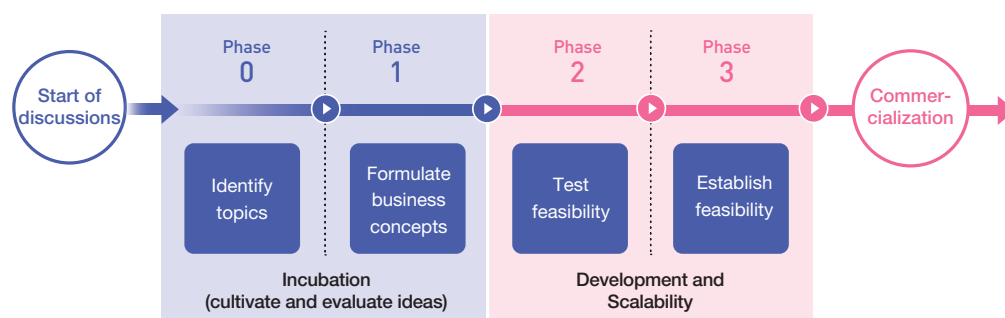 Start of
discussions
Phase
0
Phase
1
Phase
2
Phase
3
Commer-
cialization
Identify
topics
Formulate
business
concepts
Test
feasibility
Establish
feasibility
Incubation
(cultivate and evaluate ideas)
Development and
Scalability